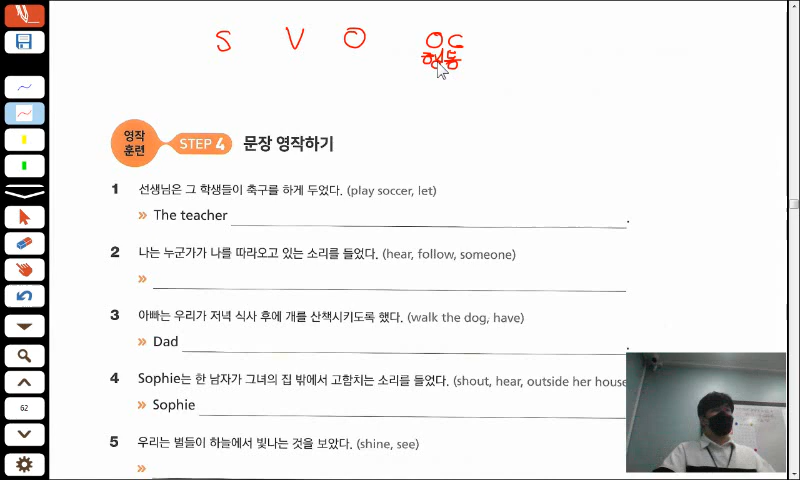 S V O OC
행동
영작
훈련
STEP 4 문장 영작하기
1 선생님은 그 학생들이 축구를 하게 두었다. (play soccer, let)
» The teacher .
2 나는 누군가가 나를 따라오고 있는 소리를 들었다. (hear, follow, someone)
»
3 아빠는 우리가 저녁 식사 후에 개를 산책시키도록 했다. (walk the dog, have)
» Dad .
4 Sophie는 한 남자가 그녀의 집 밖에서 고함치는 소리를 들었다. (shout, hear, outside her house
» Sophie
5 우리는 별들이 하늘에서 빛나는 것을 보았다. (shine, see)
»
62